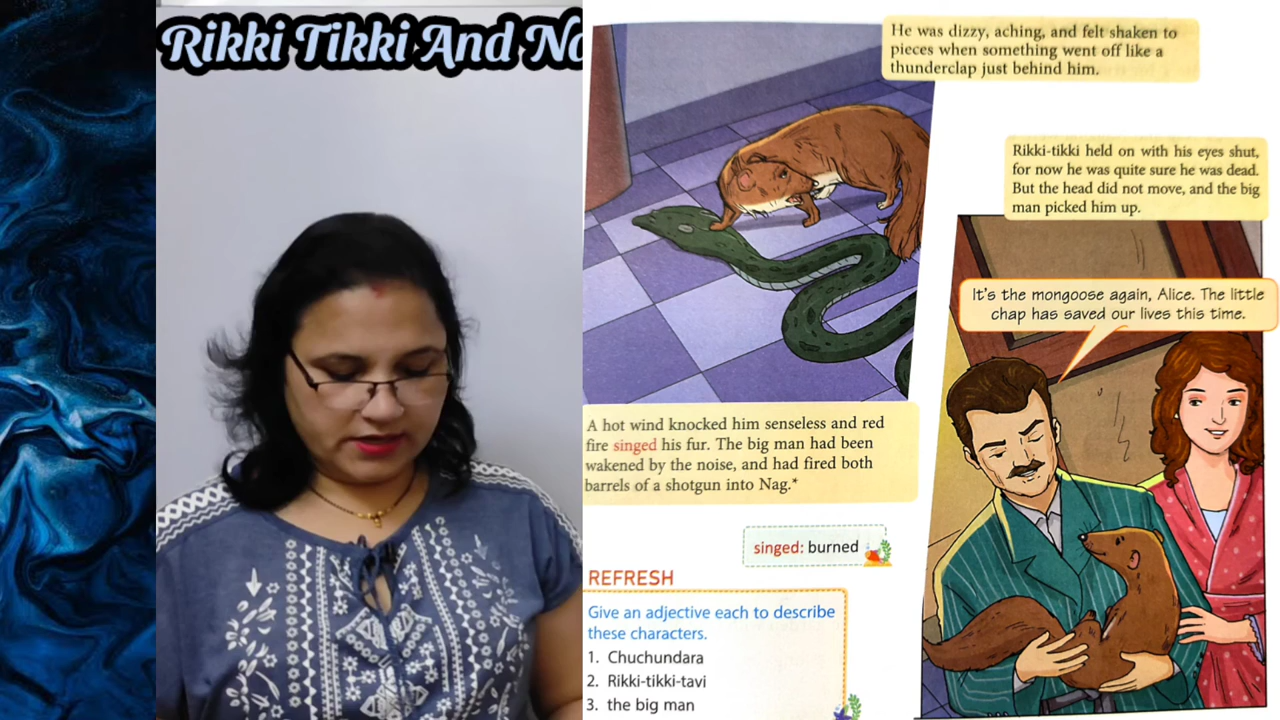 Rikki Tikki And Na
He was dizzy, aching, and felt shaken to
pieces when something went off like a
thunderclap just behind him.
Rikki-tikki held on with his eyes shut,
for now he was quite sure he was dead.
But the head did not move, and the big
man picked him up.
It's the mongoose again, Alice. The little
chap has saved our lives this time.
A hot wind knocked him senseless and red
fire singed his fur. The big man had been
wakened by the noise, and had fired both
barrels of a shotgun into Nag.*
singed: burned
REFRESH
Give an adjective each to describe
these characters.
1. Chuchundara
2. Rikki-tikki-tavi
3. the big man